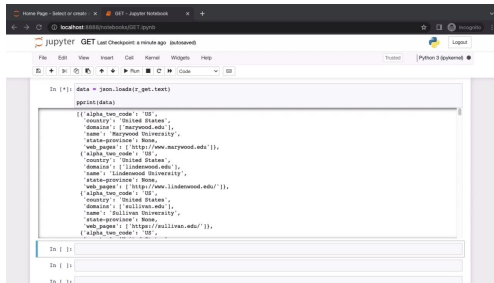 Home Page - Select or create
GET - Jupyter Notebook
localhost:8888/notebooks/GET.ipynb
Incognito
jupyter GET Last Checkpoint: a minute ago (autosaved)
Logout
File Edit View Insert Cell Kernel Widgets Help
Trusted
Python 3 (ipykernel)
Run
Code
In [*]: data = json.loads(r_get.text)
pprint(data)
[{'alpha_two_code': 'US',
'country': 'United States',
'domains': ['marywood.edu'],
'name': 'Marywood University',
'state-province': None,
'web_pages': ['http://www.marywood.edu']},
{'alpha_two_code': 'US',
'country': 'United States',
'domains': ['lindenwood.edu'],
'name': 'Lindenwood University',
'state-province': None,
'web_pages': ['http://www.lindenwood.edu/']},
{'alpha_two_code': 'US',
'country': 'United States',
'domains': ['sullivan.edu'],
'name': 'Sullivan University',
'state-province': None,
'web_pages': ['https://sullivan.edu/']},
{'alpha_two_code': 'US',
In [ ]:
In [ ]:
In [ ]: